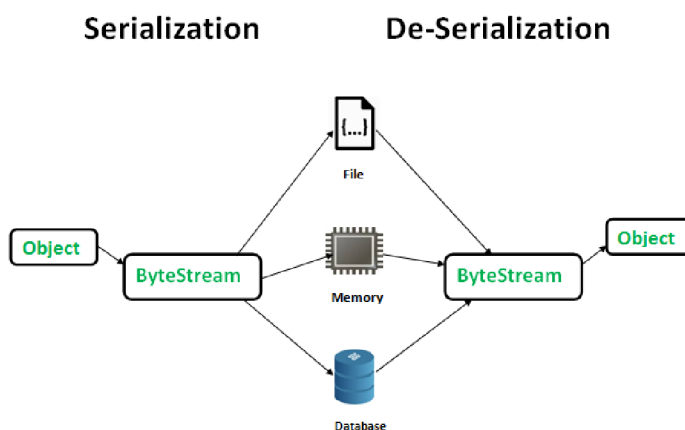 Serialization
De-Serialization
{...}
File
Object
ByteStream
Memory
ByteStream
Object
Database